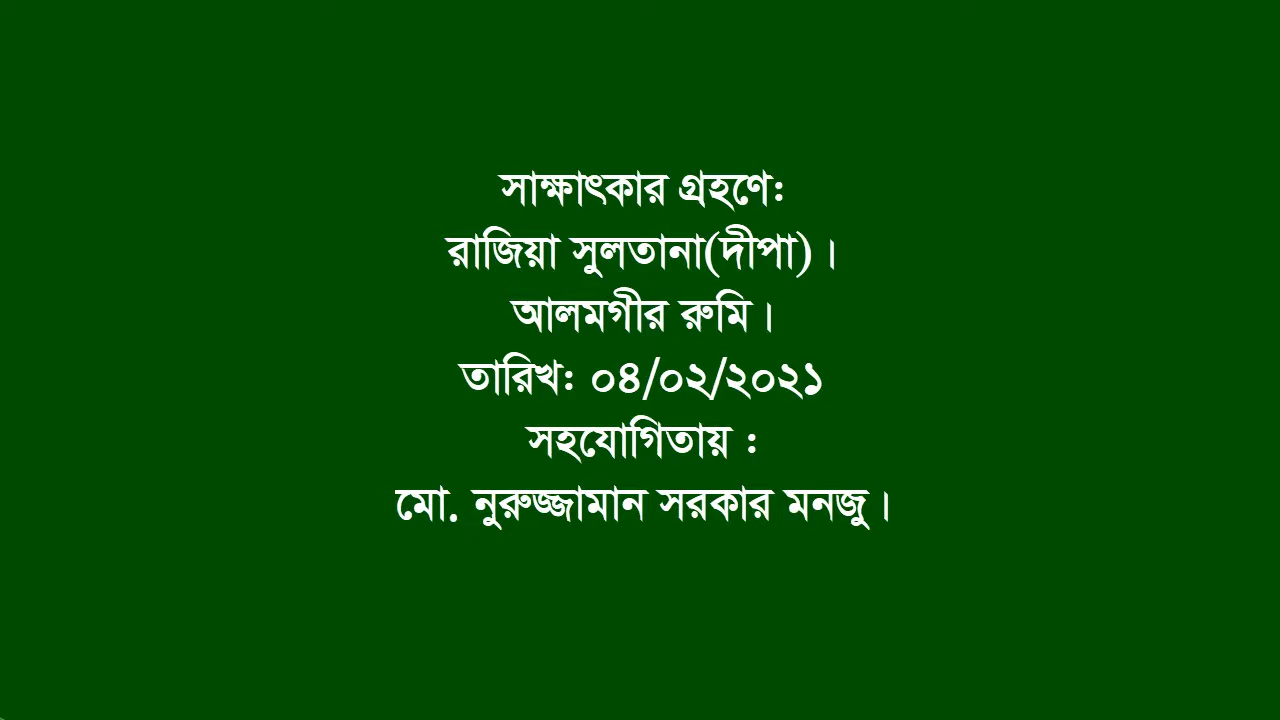 সাক্ষাৎকার গ্রহণে:
রাজিয়া সুলতানা(দীপা)।
আলমগীর রুমি।
তারিখ: ০৪/০২/২০২১
সহযোগিতায় :
মো. নুরুজ্জামান সরকার মনজু।